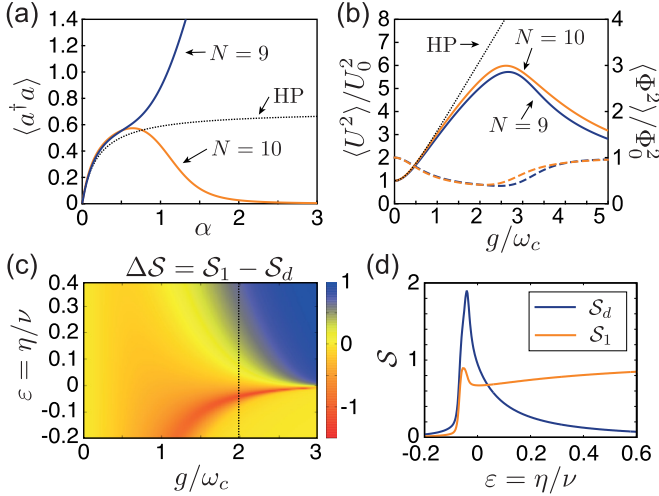 (a)
⟨a†a⟩
1.4
1.2
1
0.8
0.6
0.4
0.2
0
N = 9
HP
N = 10
0 1 2 3
α
(b)
⟨U²⟩/U₀²
8
7
6
5
4
3
2
1
0
HP
N = 10
N = 9
4
3
2
1
0
⟨Φ²⟩/Φ₀²
0 1 2 3 4 5
g/ω_c
(c)
ΔS = S₁ − S_d
ε = η/ν
0.4
0.3
0.2
0.1
0
-0.2
0 1 2 3
g/ω_c
1
0
-1
(d)
S
2
1
0
S_d
S₁
-0.2 0 0.2 0.4 0.6
ε = η/ν